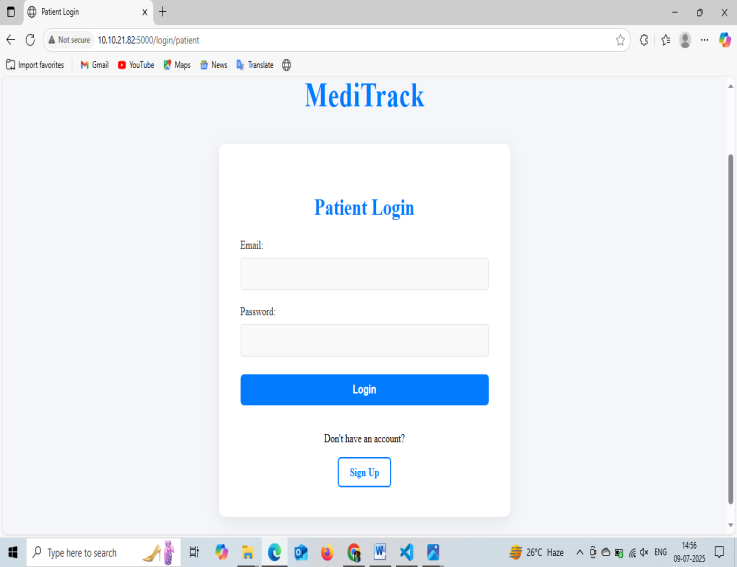 Patient Login
Not secure 10.10.21.82:5000/login/patient
Import favorites Gmail YouTube Maps News Translate
MediTrack
Patient Login
Email:
Password:
Login
Don't have an account?
Sign Up
Type here to search
26°C Haze
ENG
14:56
09-07-2025